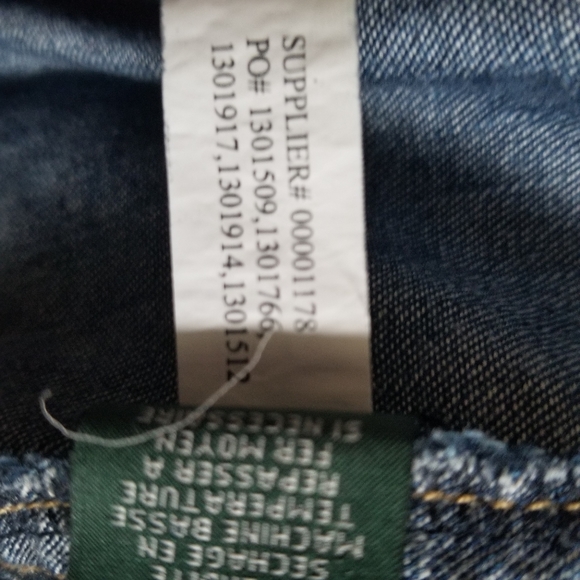 SUPPLIER# 00001178
PO# 1301509,1301766,
1301917,1301914,1301512
SECHAGE EN
MACHINE BASSE
TEMPERATURE
REPASSER A
FER MOYEN
SI NECESSAIRE